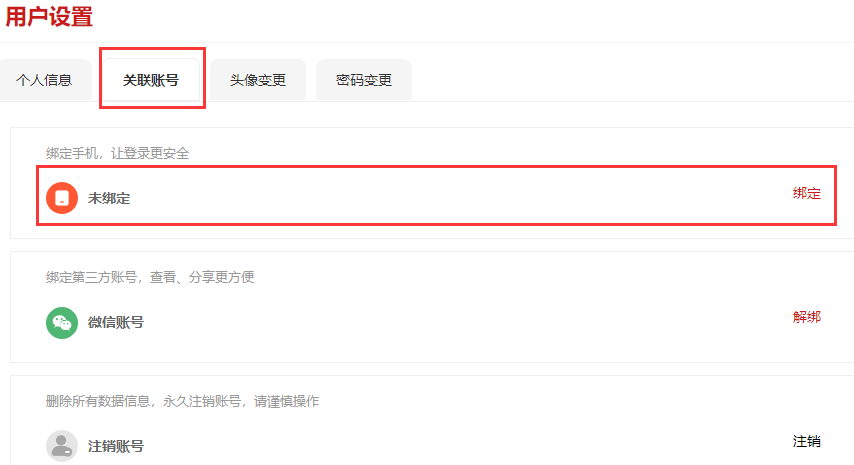 用户设置
个人信息 关联账号 头像变更 密码变更
绑定手机，让登录更安全
未绑定 绑定
绑定第三方账号，查看、分享更方便
微信账号 解绑
删除所有数据信息，永久注销账号，请谨慎操作
注销账号 注销